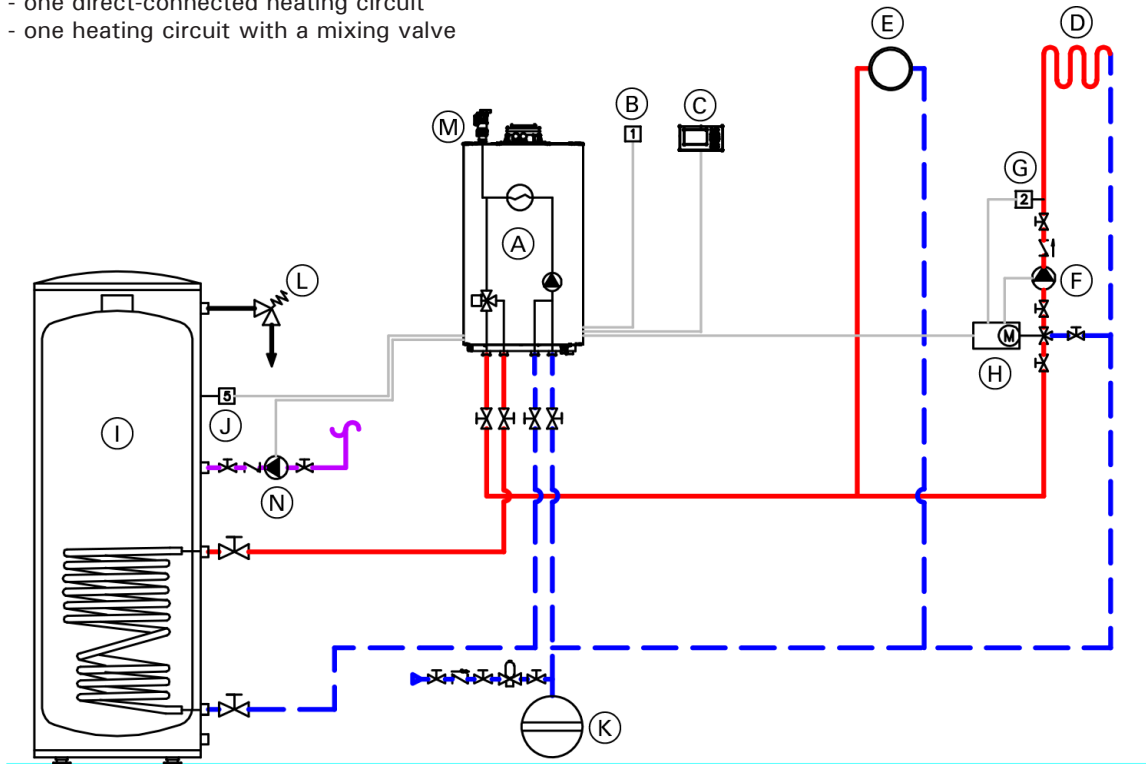 - one direct-connected heating circuit
- one heating circuit with a mixing valve
E
D
B
C
M
1
G
2
A
L
F
M
H
5
J
I
N
K